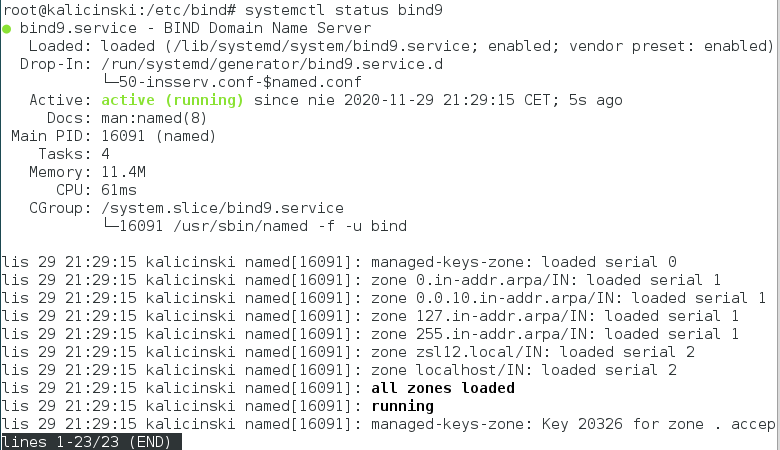 root@kalicinski:/etc/bind# systemctl status bind9
● bind9.service - BIND Domain Name Server
   Loaded: loaded (/lib/systemd/system/bind9.service; enabled; vendor preset: enabled)
  Drop-In: /run/systemd/generator/bind9.service.d
           └─50-insserv.conf-$named.conf
   Active: active (running) since nie 2020-11-29 21:29:15 CET; 5s ago
     Docs: man:named(8)
 Main PID: 16091 (named)
    Tasks: 4
   Memory: 11.4M
      CPU: 61ms
   CGroup: /system.slice/bind9.service
           └─16091 /usr/sbin/named -f -u bind

lis 29 21:29:15 kalicinski named[16091]: managed-keys-zone: loaded serial 0
lis 29 21:29:15 kalicinski named[16091]: zone 0.in-addr.arpa/IN: loaded serial 1
lis 29 21:29:15 kalicinski named[16091]: zone 0.0.10.in-addr.arpa/IN: loaded serial 1
lis 29 21:29:15 kalicinski named[16091]: zone 127.in-addr.arpa/IN: loaded serial 1
lis 29 21:29:15 kalicinski named[16091]: zone 255.in-addr.arpa/IN: loaded serial 1
lis 29 21:29:15 kalicinski named[16091]: zone zsl12.local/IN: loaded serial 2
lis 29 21:29:15 kalicinski named[16091]: zone localhost/IN: loaded serial 2
lis 29 21:29:15 kalicinski named[16091]: all zones loaded
lis 29 21:29:15 kalicinski named[16091]: running
lis 29 21:29:15 kalicinski named[16091]: managed-keys-zone: Key 20326 for zone . accep
lines 1-23/23 (END)